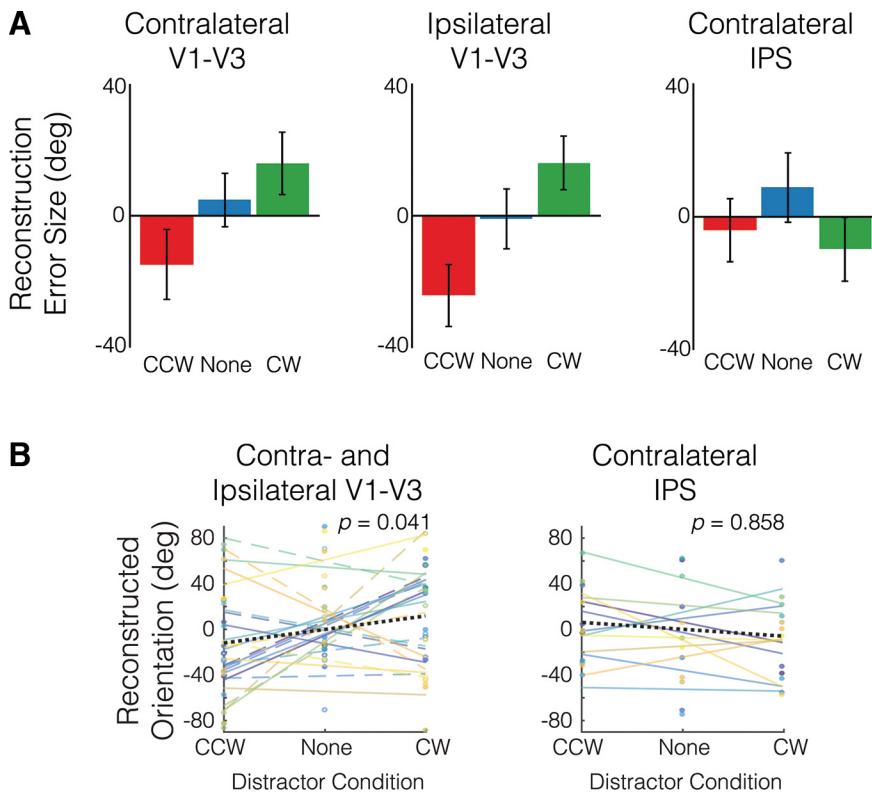 A
Contralateral
V1-V3
Ipsilateral
V1-V3
Contralateral
IPS
Reconstruction
Error Size (deg)
40
0
-40
CCW None CW
40
0
-40
CCW None CW
40
0
-40
CCW None CW
B
Contra- and
Ipsilateral V1-V3
p = 0.041
Contralateral
IPS
p = 0.858
Reconstructed
Orientation (deg)
80
40
0
-40
-80
CCW None CW
Distractor Condition
80
40
0
-40
-80
CCW None CW
Distractor Condition